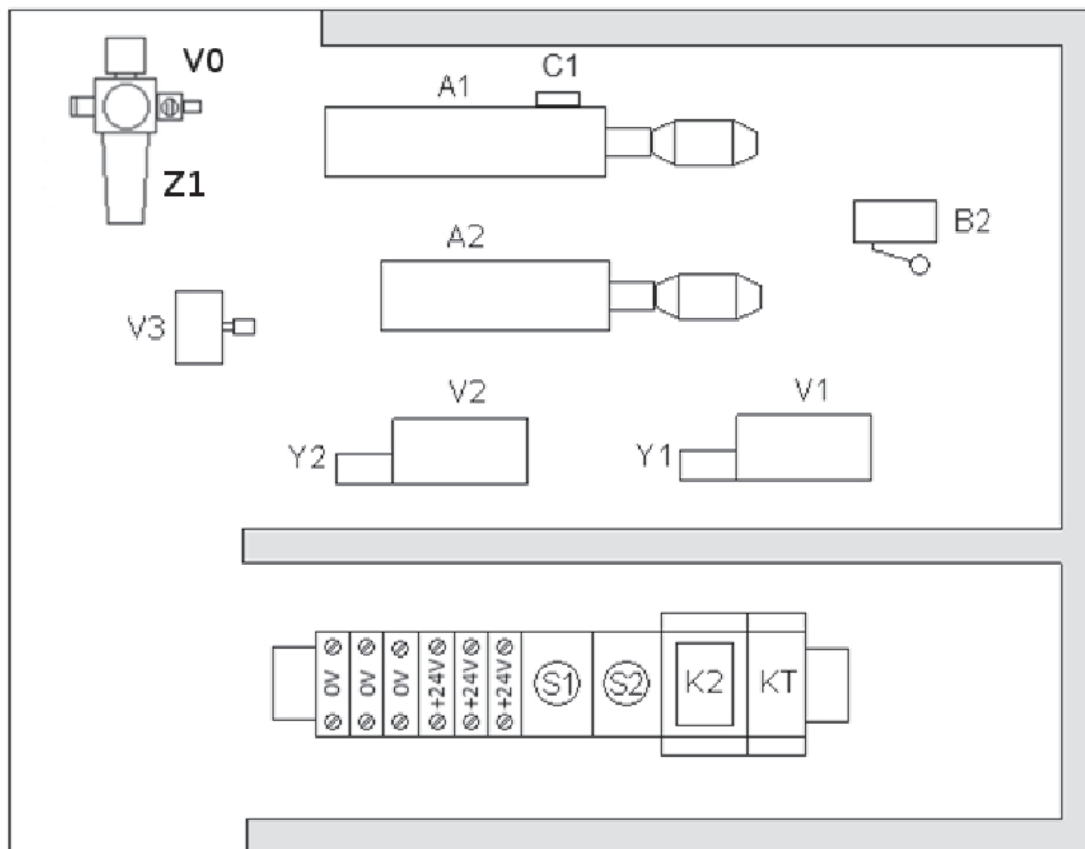 V0
C1
A1
Z1
B2
A2
V3
V2
V1
Y2
Y1
0V 0V 0V +24V +24V +24V S1 S2 K2 KT